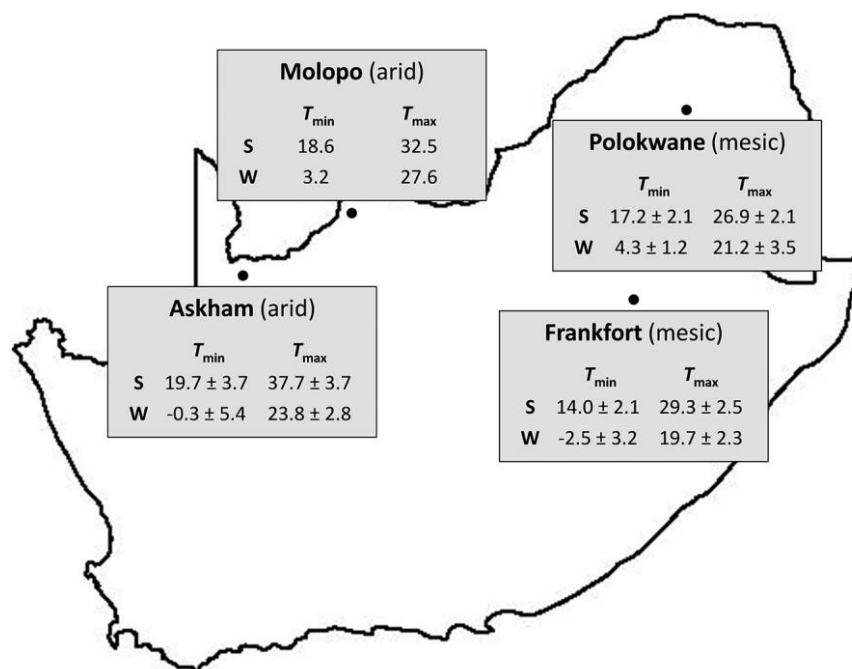 Molopo (arid)
Tmin Tmax
S 18.6 32.5
W 3.2 27.6
Polokwane (mesic)
Tmin Tmax
S 17.2 ± 2.1 26.9 ± 2.1
W 4.3 ± 1.2 21.2 ± 3.5
Askham (arid)
Tmin Tmax
S 19.7 ± 3.7 37.7 ± 3.7
W -0.3 ± 5.4 23.8 ± 2.8
Frankfort (mesic)
Tmin Tmax
S 14.0 ± 2.1 29.3 ± 2.5
W -2.5 ± 3.2 19.7 ± 2.3